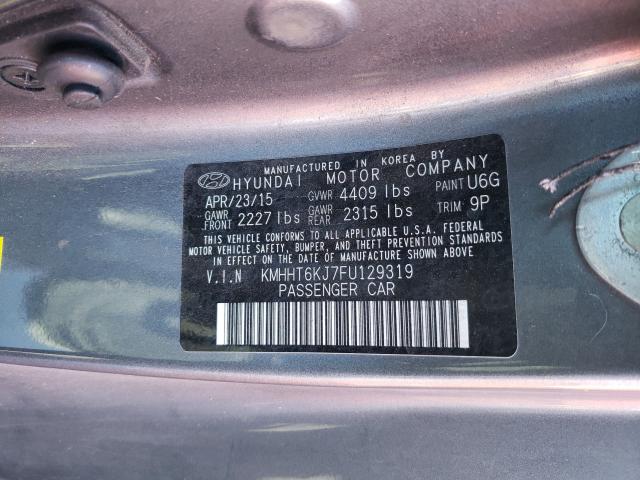 MANUFACTURED IN KOREA BY
HYUNDAI MOTOR COMPANY
APR/23/15 GVWR 4409 lbs PAINT U6G
GAWR FRONT 2227 lbs GAWR REAR 2315 lbs TRIM 9P
THIS VEHICLE CONFORMS TO ALL APPLICABLE U.S.A. FEDERAL
MOTOR VEHICLE SAFETY, BUMPER, AND THEFT PREVENTION STANDARDS
IN EFFECT ON THE DATE OF MANUFACTURE SHOWN ABOVE.
V.I.N KMHHT6KJ7FU129319
PASSENGER CAR